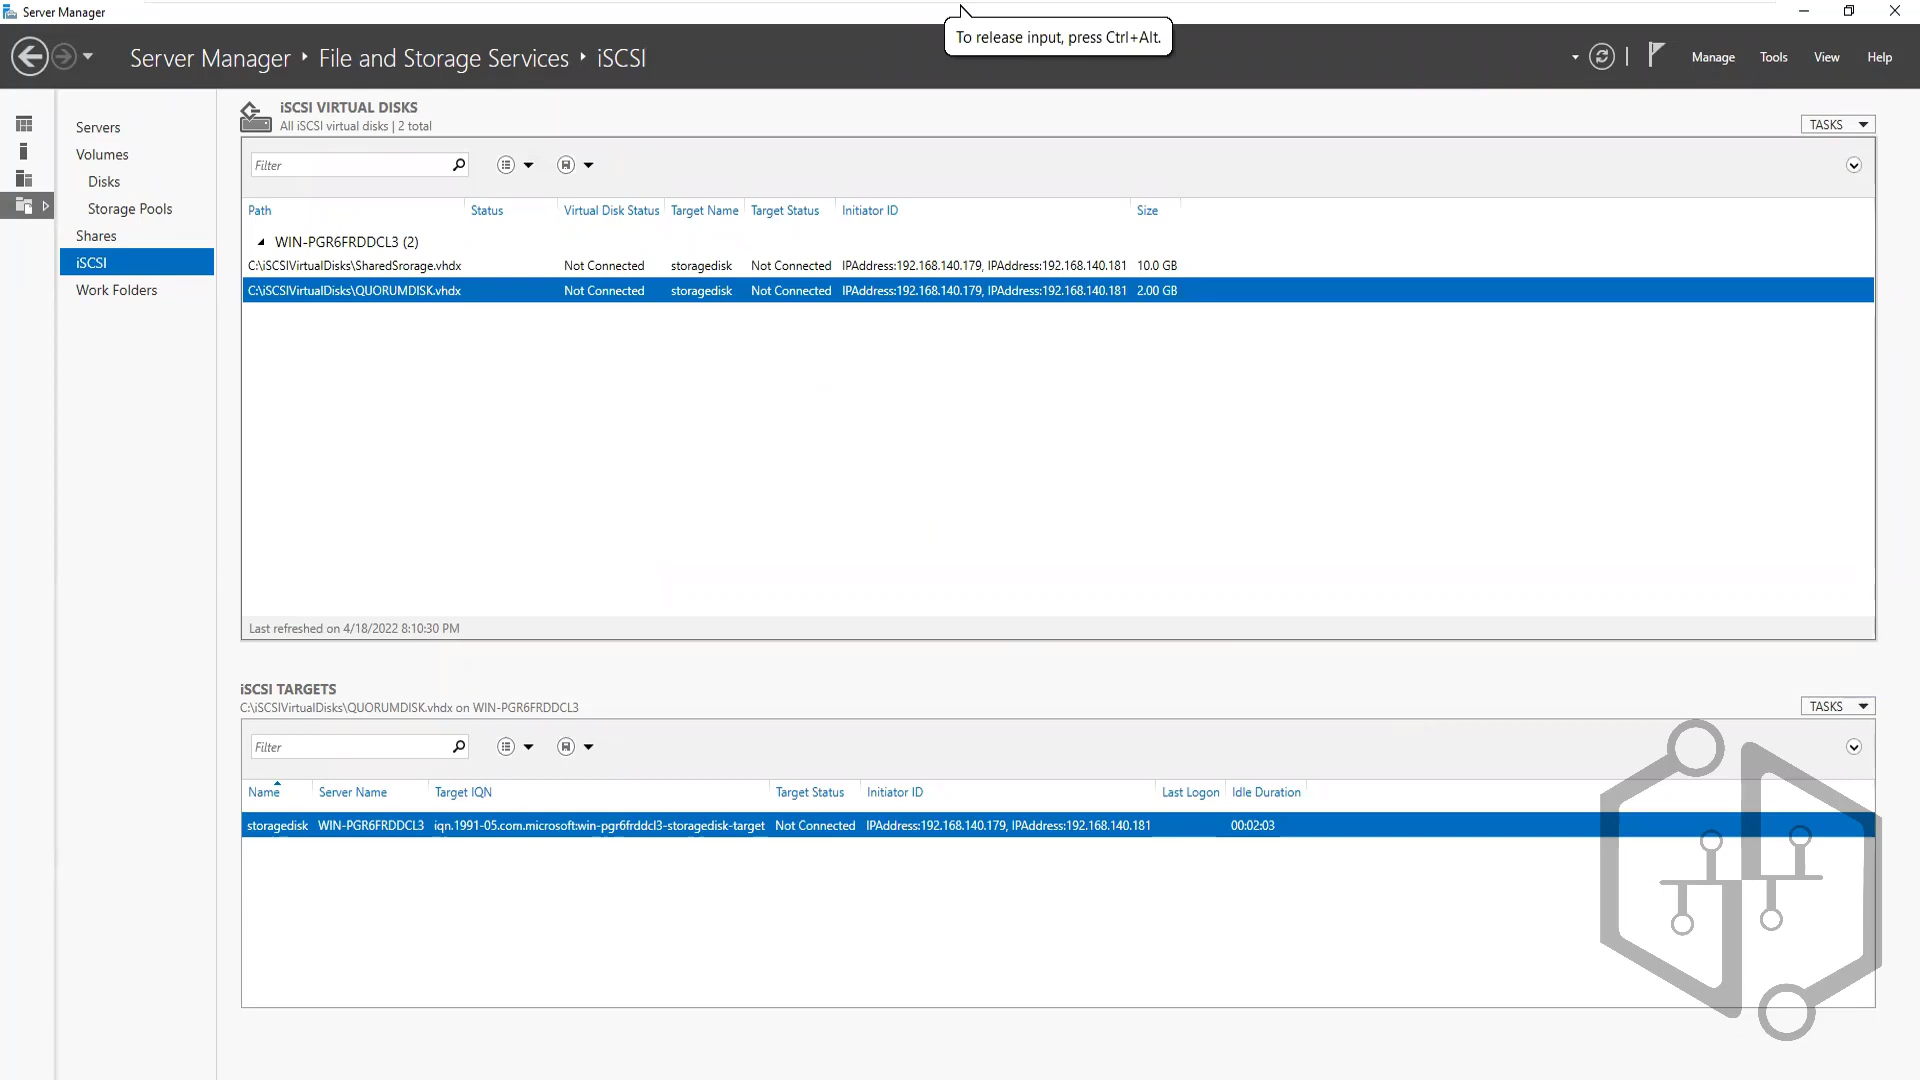 Server Manager
To release input, press Ctrl+Alt.
Server Manager File and Storage Services iSCSI
Manage Tools View Help
Servers
Volumes
Disks
Storage Pools
Shares
iSCSI
Work Folders
iSCSI VIRTUAL DISKS
All iSCSI virtual disks | 2 total
TASKS
Filter
Path Status Virtual Disk Status Target Name Target Status Initiator ID Size
WIN-PGR6FRDDCL3 (2)
C:\iSCSIVirtualDisks\SharedSrorage.vhdx Not Connected storagedisk Not Connected IPAddress:192.168.140.179, IPAddress:192.168.140.181 10.0 GB
C:\iSCSIVirtualDisks\QUORUMDISK.vhdx Not Connected storagedisk Not Connected IPAddress:192.168.140.179, IPAddress:192.168.140.181 2.00 GB
Last refreshed on 4/18/2022 8:10:30 PM
iSCSI TARGETS
C:\iSCSIVirtualDisks\QUORUMDISK.vhdx on WIN-PGR6FRDDCL3
TASKS
Filter
Name Server Name Target IQN Target Status Initiator ID Last Logon Idle Duration
storagedisk WIN-PGR6FRDDCL3 iqn.1991-05.com.microsoft:win-pgr6frddcl3-storagedisk-target Not Connected IPAddress:192.168.140.179, IPAddress:192.168.140.181 00:02:03